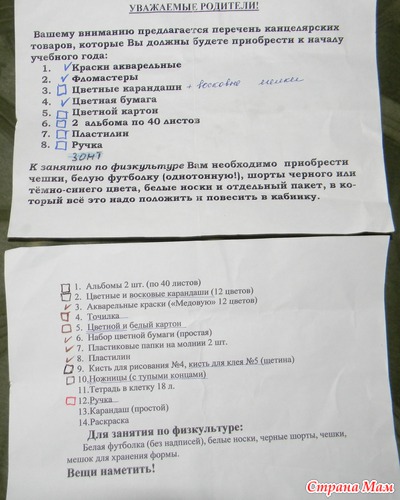 УВАЖАЕМЫЕ РОДИТЕЛИ!
Вашему вниманию предлагается перечень канцелярских
товаров, которые Вы должны будете приобрести к началу
учебного года:
1. Краски акварельные
2. Фломастеры
3. Цветные карандаши + восковые мелки
4. Цветная бумага
5. Цветной картон
6. 2 альбома по 40 листов
7. Пластилин
8. Ручка
ЗОНТ
К занятию по физкультуре Вам необходимо приобрести
чешки, белую футболку (однотонную!), шорты черного или
тёмно-синего цвета, белые носки и отдельный пакет, в ко-
торый всё это надо положить и повесить в кабинку.
1. Альбомы 2 шт. (по 40 листов)
2. Цветные и восковые карандаши (12 цветов)
3. Акварельные краски («Медовую» 12 цветов)
4. Точилка
5. Цветной и белый картон
6. Набор цветной бумаги (простая)
7. Пластиковые папки на молнии 2 шт.
8. Пластилин
9. Кисть для рисования №4, кисть для клея №5 (щетина)
10. Ножницы (с тупыми концами)
11. Тетрадь в клетку 18 л.
12. Ручка
13. Карандаш (простой)
14. Раскраска
Для занятия по физкультуре:
Белая футболка (без надписей), белые носки, черные шорты, чешки,
мешок для хранения формы.
Вещи наметить!
Страна Мам